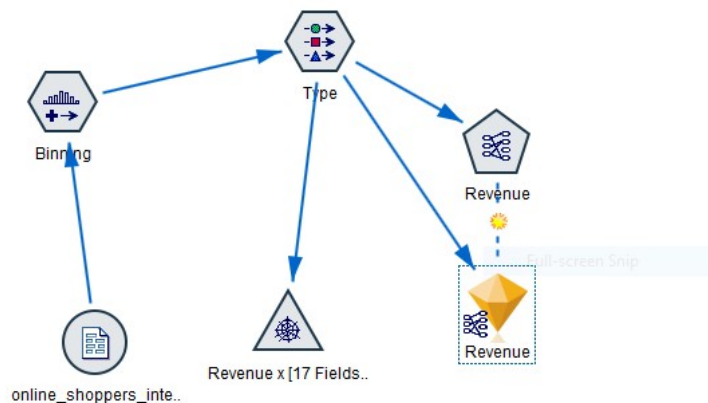 Type
Binning
Revenue
Full-screen Snip
Revenue
Revenue x [17 Fields..
online_shoppers_inte..